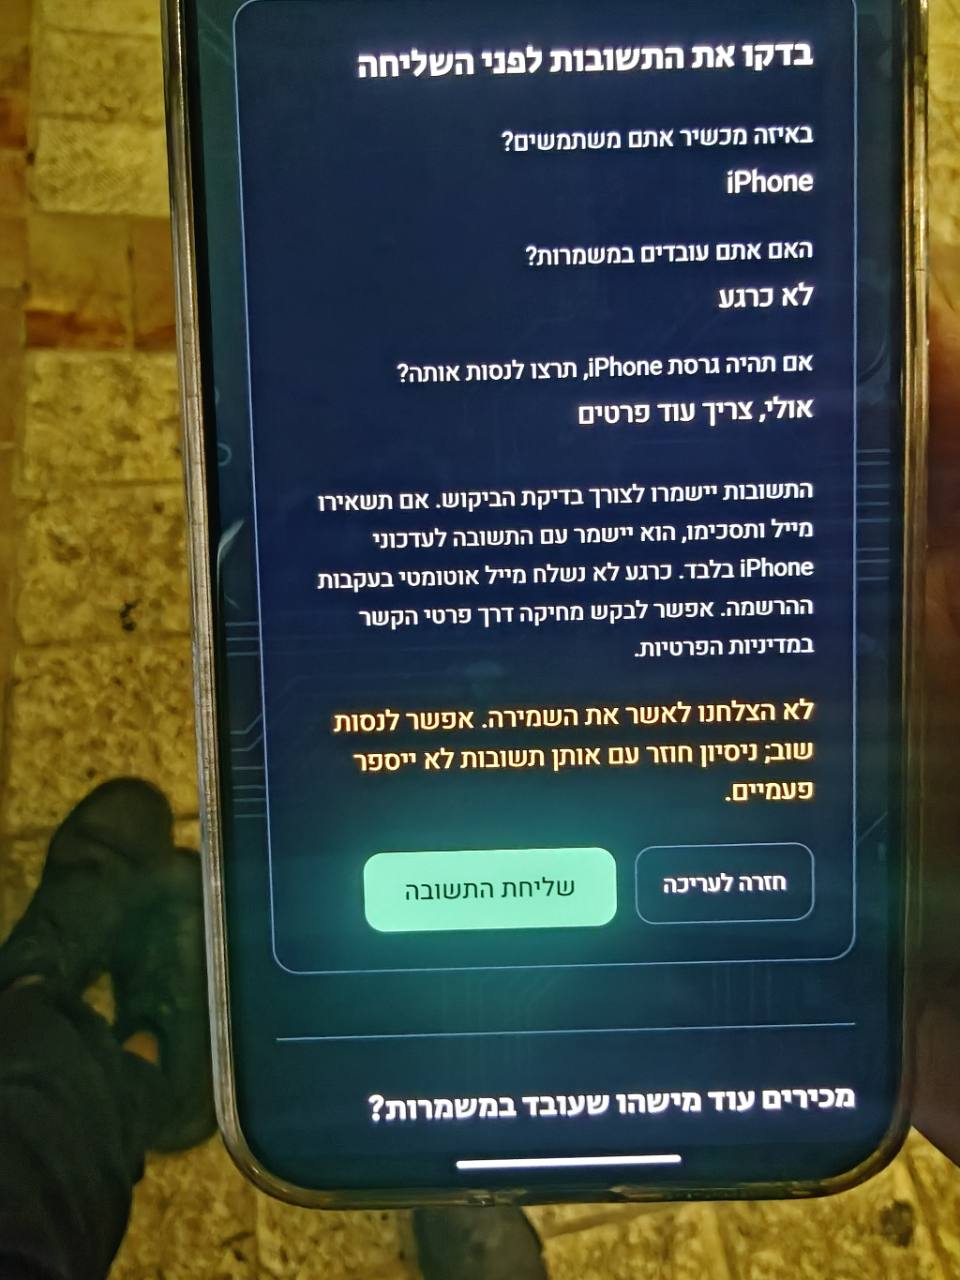 בדקו את התשובות לפני השליחה
באיזה מכשיר אתם משתמשים?
iPhone
האם אתם עובדים במשמרות?
לא כרגע
אם תהיה גרסת iPhone, תרצו לנסות אותה?
אולי, צריך עוד פרטים
התשובות יישמרו לצורך בדיקת הביקוש. אם תשאירו
מייל ותסכימו, הוא יישמר עם התשובה לעדכוני
iPhone בלבד. כרגע לא נשלח מייל אוטומטי בעקבות
ההרשמה. אפשר לבקש מחיקה דרך פרטי הקשר
במדיניות הפרטיות.
לא הצלחנו לאשר את השמירה. אפשר לנסות
שוב; ניסיון חוזר עם אותן תשובות לא ייספר
פעמיים.
חזרה לעריכה
שליחת התשובה
מכירים עוד מישהו שעובד במשמרות?